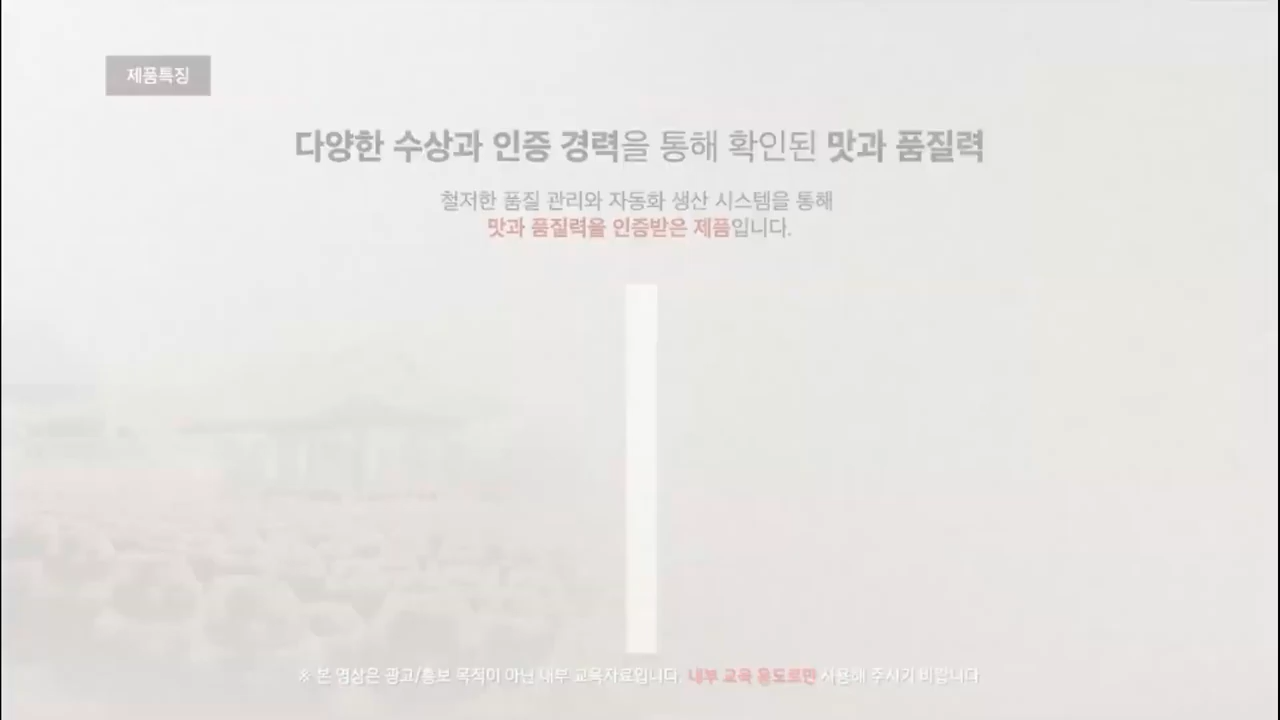 제품특징
다양한 수상과 인증 경력을 통해 확인된 맛과 품질력
철저한 품질 관리와 자동화 생산 시스템을 통해
맛과 품질력을 인증받은 제품입니다.
※ 본 영상은 광고/홍보 목적이 아닌 내부 교육자료입니다. 내부 교육 용도로만 사용해 주시기 바랍니다